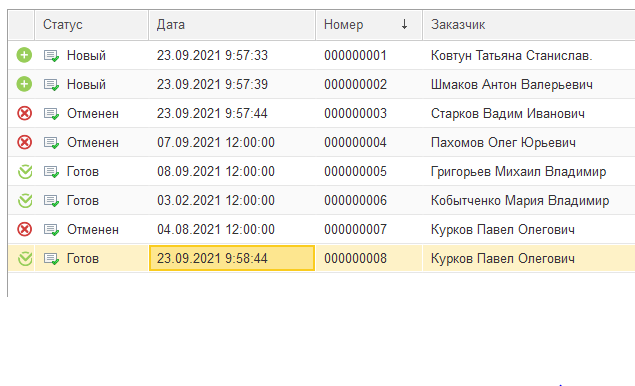 Статус Дата Номер ↓ Заказчик
Новый 23.09.2021 9:57:33 000000001 Ковтун Татьяна Станислав.
Новый 23.09.2021 9:57:39 000000002 Шмаков Антон Валерьевич
Отменен 23.09.2021 9:57:44 000000003 Старков Вадим Иванович
Отменен 07.09.2021 12:00:00 000000004 Пахомов Олег Юрьевич
Готов 08.09.2021 12:00:00 000000005 Григорьев Михаил Владимир
Готов 03.02.2021 12:00:00 000000006 Кобытченко Мария Владимир
Отменен 04.08.2021 12:00:00 000000007 Курков Павел Олегович
Готов 23.09.2021 9:58:44 000000008 Курков Павел Олегович